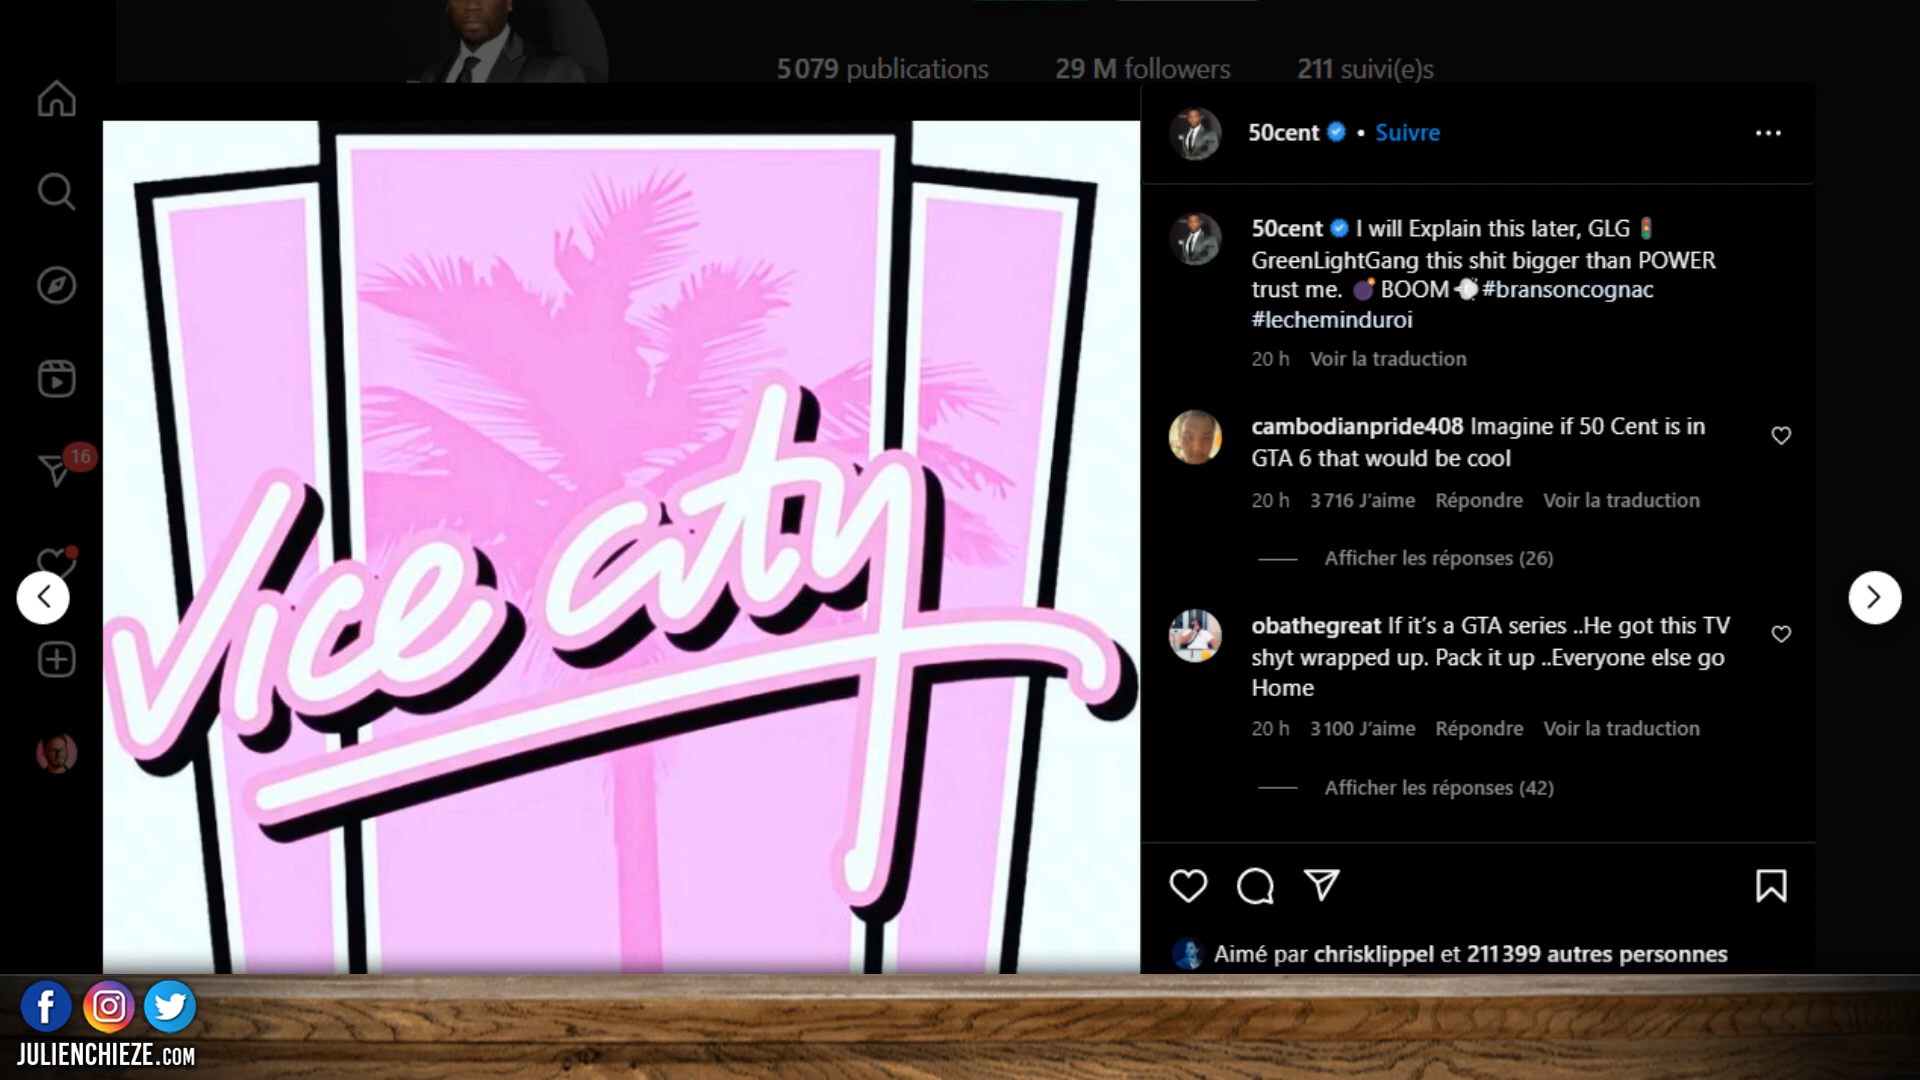 5 079 publications 29 M followers 211 suivi(e)s
50cent • Suivre
50cent I will Explain this later, GLG 🚦
GreenLightGang this shit bigger than POWER
trust me. 💣 BOOM 💨 #bransoncognac
#lecheminduroi
20 h Voir la traduction
cambodianpride408 Imagine if 50 Cent is in
GTA 6 that would be cool
20 h 3 716 J’aime Répondre Voir la traduction
Afficher les réponses (26)
obathegreat If it’s a GTA series ..He got this TV
shyt wrapped up. Pack it up ..Everyone else go
Home
20 h 3 100 J’aime Répondre Voir la traduction
Afficher les réponses (42)
Aimé par chrisklippel et 211 399 autres personnes
16
vice city
JULIENCHIEZE.COM